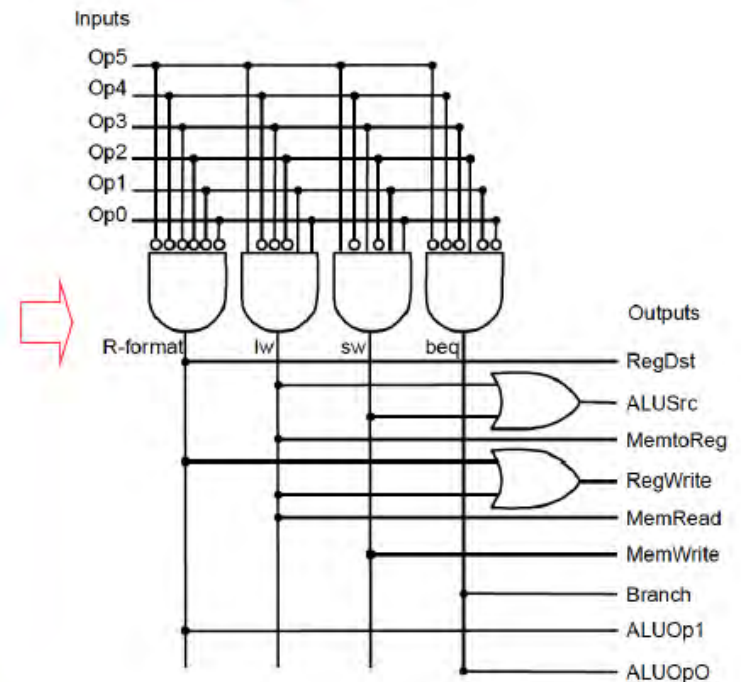 Inputs
Op5
Op4
Op3
Op2
Op1
Op0
R-format
lw
sw
beq
Outputs
RegDst
ALUSrc
MemtoReg
RegWrite
MemRead
MemWrite
Branch
ALUOp1
ALUOpO